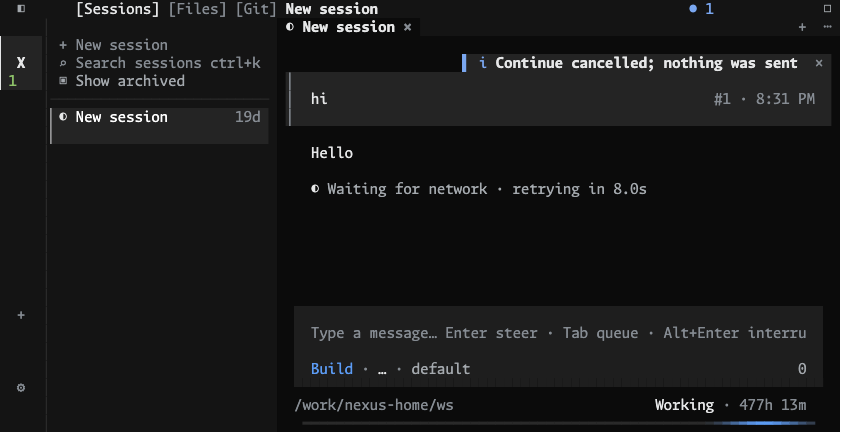 [Sessions] [Files] [Git] New session ● 1
◐ New session × + ⋯
+ New session
X
⌕ Search sessions ctrl+k
i Continue cancelled; nothing was sent ×
1
▣ Show archived
hi #1 · 8:31 PM
◐ New session 19d
Hello
◐ Waiting for network · retrying in 8.0s
+
Type a message… Enter steer · Tab queue · Alt+Enter interru
Build · … · default 0
⚙
/work/nexus-home/ws Working · 477h 13m